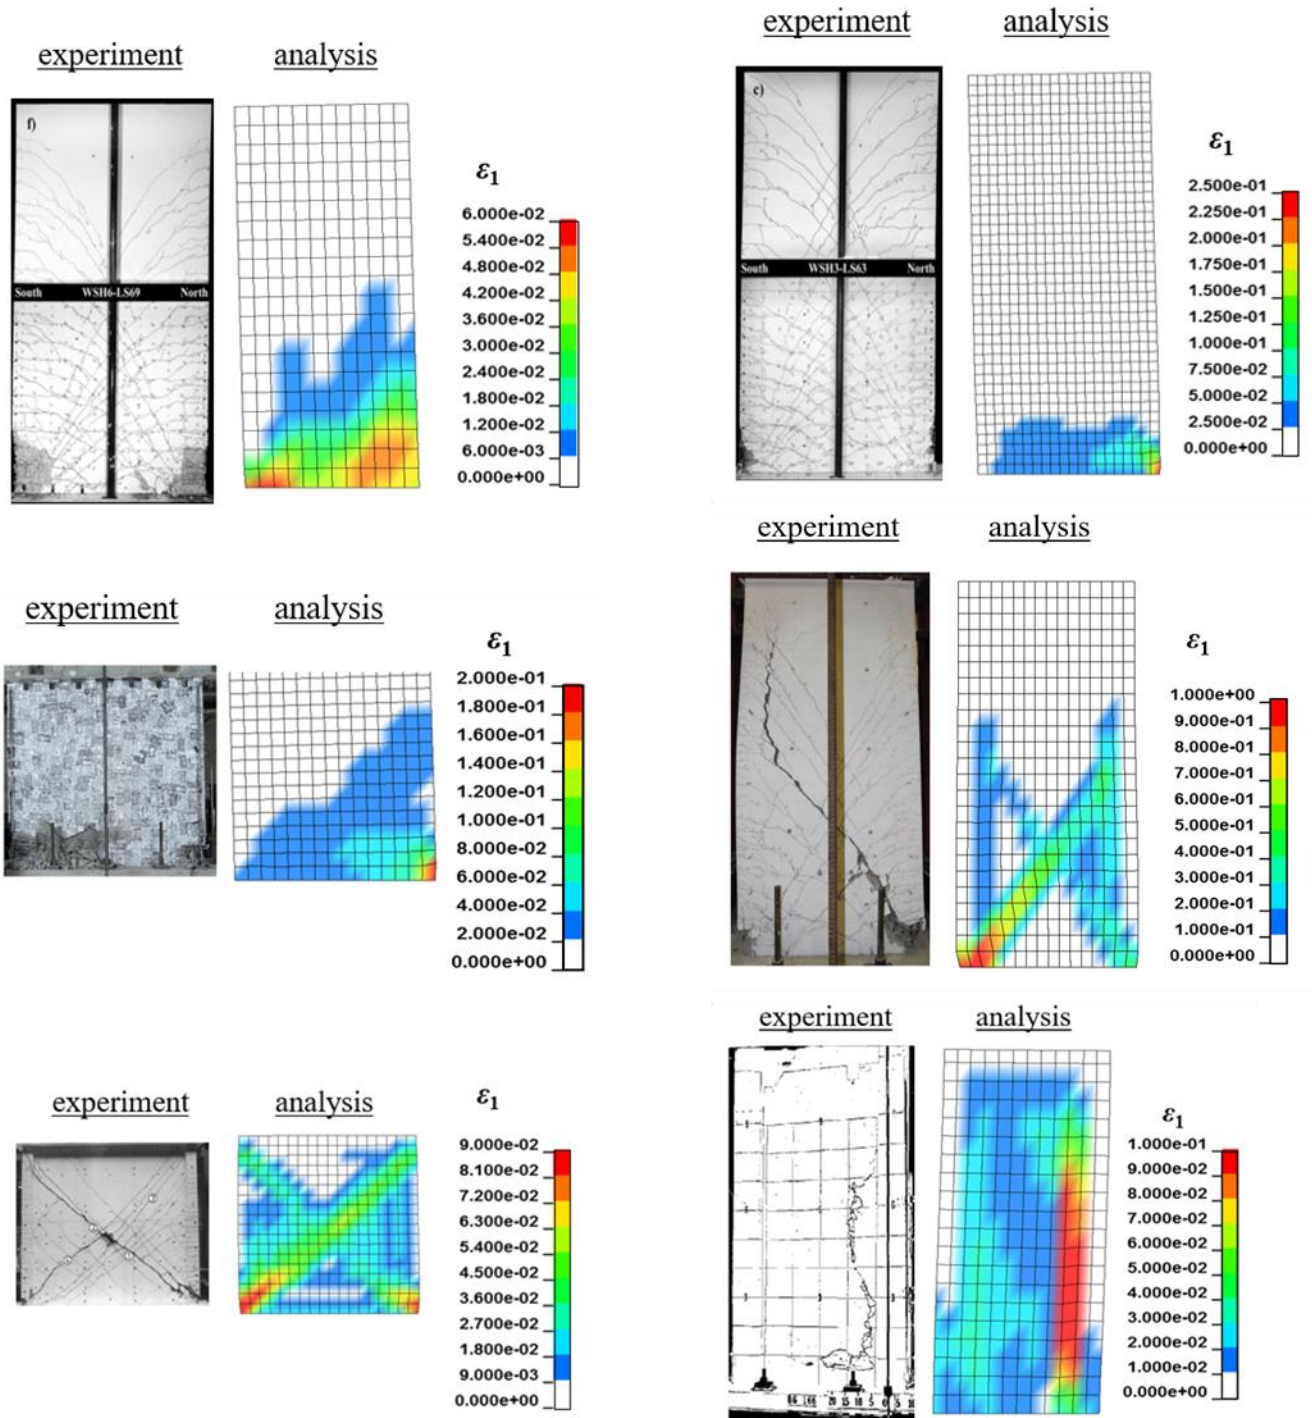 experiment analysis
f)
South WSH6-LS69 North
ε₁
6.000e-02
5.400e-02
4.800e-02
4.200e-02
3.600e-02
3.000e-02
2.400e-02
1.800e-02
1.200e-02
6.000e-03
0.000e+00
experiment analysis
c)
South WSH3-LS63 North
ε₁
2.500e-01
2.250e-01
2.000e-01
1.750e-01
1.500e-01
1.250e-01
1.000e-01
7.500e-02
5.000e-02
2.500e-02
0.000e+00
experiment analysis
ε₁
2.000e-01
1.800e-01
1.600e-01
1.400e-01
1.200e-01
1.000e-01
8.000e-02
6.000e-02
4.000e-02
2.000e-02
0.000e+00
experiment analysis
ε₁
1.000e+00
9.000e-01
8.000e-01
7.000e-01
6.000e-01
5.000e-01
4.000e-01
3.000e-01
2.000e-01
1.000e-01
0.000e+00
experiment analysis
ε₁
9.000e-02
8.100e-02
7.200e-02
6.300e-02
5.400e-02
4.500e-02
3.600e-02
2.700e-02
1.800e-02
9.000e-03
0.000e+00
experiment analysis
ε₁
1.000e-01
9.000e-02
8.000e-02
7.000e-02
6.000e-02
5.000e-02
4.000e-02
3.000e-02
2.000e-02
1.000e-02
0.000e+00
20 15 10 5